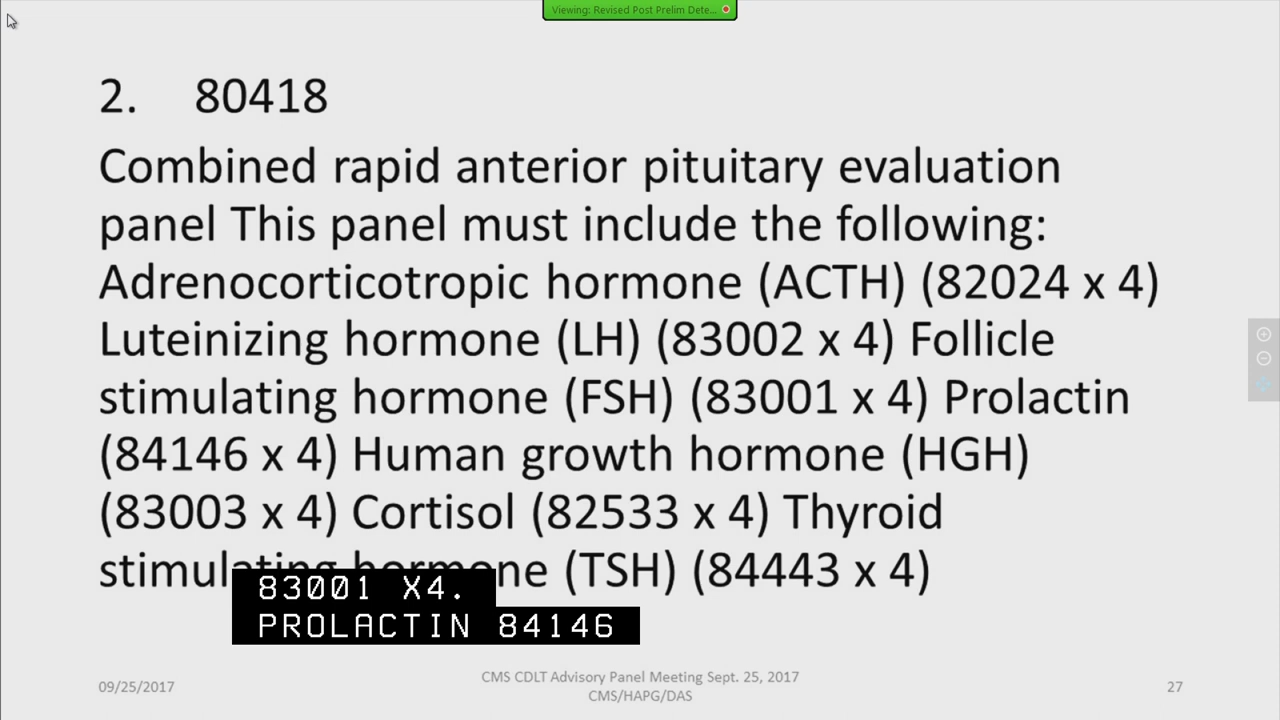 Viewing: Revised Post Prelim Dete...
2. 80418
Combined rapid anterior pituitary evaluation
panel This panel must include the following:
Adrenocorticotropic hormone (ACTH) (82024 x 4)
Luteinizing hormone (LH) (83002 x 4) Follicle
stimulating hormone (FSH) (83001 x 4) Prolactin
(84146 x 4) Human growth hormone (HGH)
(83003 x 4) Cortisol (82533 x 4) Thyroid
stimulating hormone (TSH) (84443 x 4)
83001 X4.
PROLACTIN 84146
09/25/2017
CMS CDLT Advisory Panel Meeting Sept. 25, 2017
CMS/HAPG/DAS
27